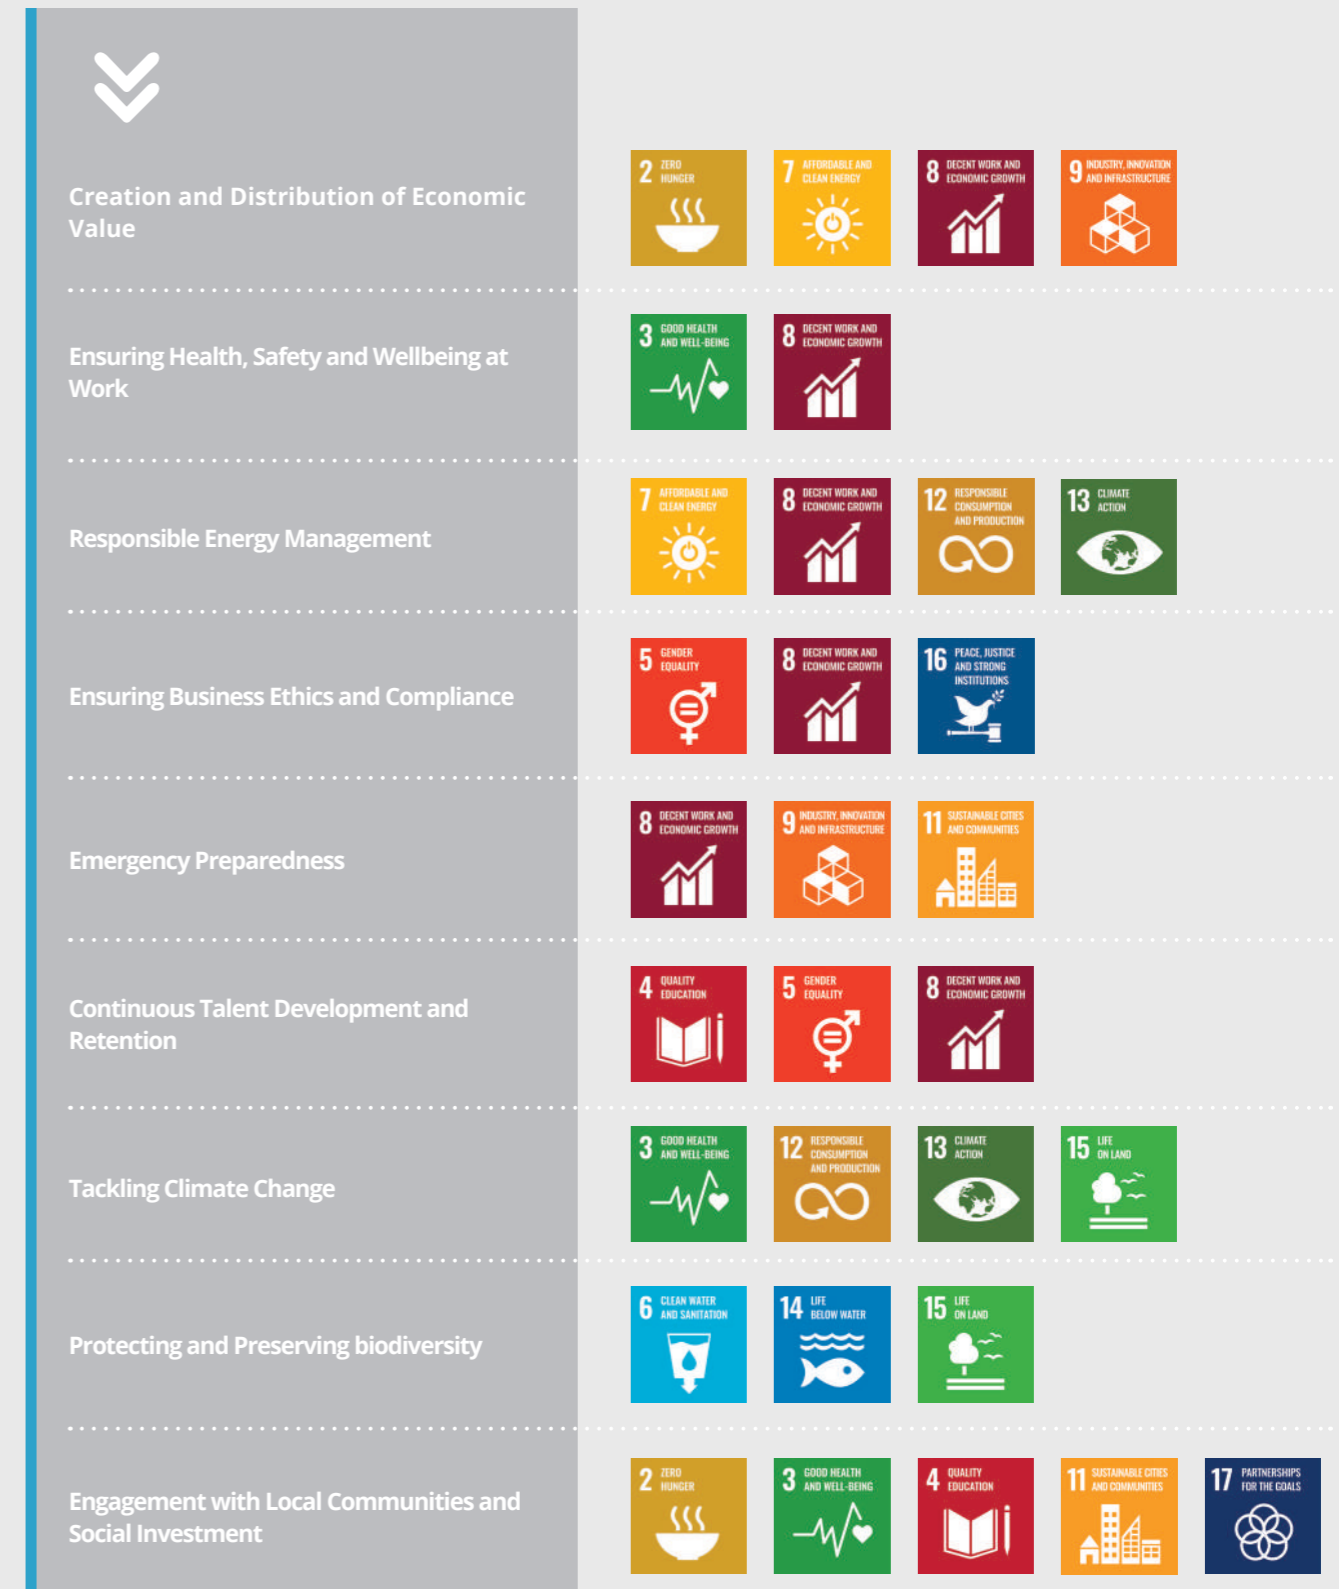 Creation and Distribution of Economic
Value
2 ZERO
HUNGER
7 AFFORDABLE AND
CLEAN ENERGY
8 DECENT WORK AND
ECONOMIC GROWTH
9 INDUSTRY, INNOVATION
AND INFRASTRUCTURE
Ensuring Health, Safety and Wellbeing at
Work
3 GOOD HEALTH
AND WELL-BEING
8 DECENT WORK AND
ECONOMIC GROWTH
Responsible Energy Management
7 AFFORDABLE AND
CLEAN ENERGY
8 DECENT WORK AND
ECONOMIC GROWTH
12 RESPONSIBLE
CONSUMPTION
AND PRODUCTION
13 CLIMATE
ACTION
Ensuring Business Ethics and Compliance
5 GENDER
EQUALITY
8 DECENT WORK AND
ECONOMIC GROWTH
16 PEACE, JUSTICE
AND STRONG
INSTITUTIONS
Emergency Preparedness
8 DECENT WORK AND
ECONOMIC GROWTH
9 INDUSTRY, INNOVATION
AND INFRASTRUCTURE
11 SUSTAINABLE CITIES
AND COMMUNITIES
Continuous Talent Development and
Retention
4 QUALITY
EDUCATION
5 GENDER
EQUALITY
8 DECENT WORK AND
ECONOMIC GROWTH
Tackling Climate Change
3 GOOD HEALTH
AND WELL-BEING
12 RESPONSIBLE
CONSUMPTION
AND PRODUCTION
13 CLIMATE
ACTION
15 LIFE
ON LAND
Protecting and Preserving biodiversity
6 CLEAN WATER
AND SANITATION
14 LIFE
BELOW WATER
15 LIFE
ON LAND
Engagement with Local Communities and
Social Investment
2 ZERO
HUNGER
3 GOOD HEALTH
AND WELL-BEING
4 QUALITY
EDUCATION
11 SUSTAINABLE CITIES
AND COMMUNITIES
17 PARTNERSHIPS
FOR THE GOALS